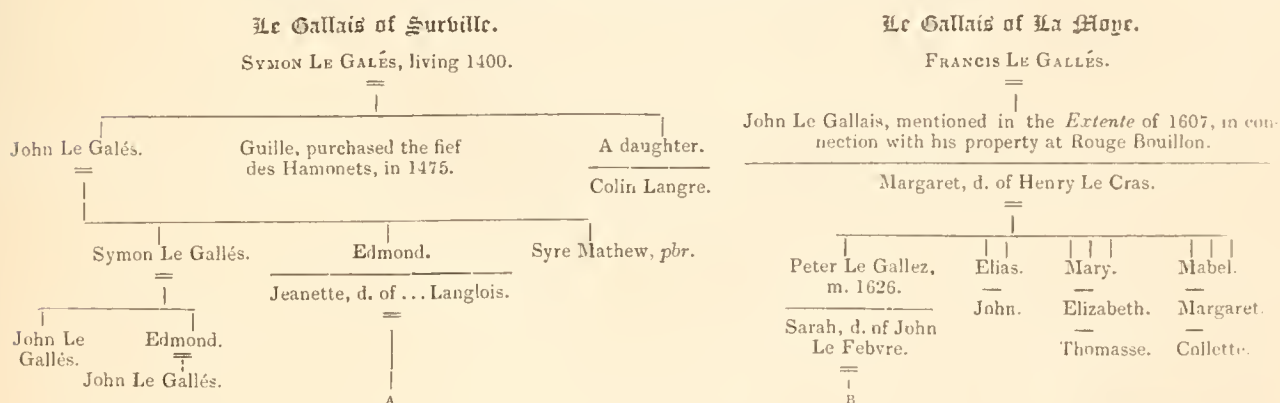 Le Gallais of Surville.
SYMON LE GALÉS, living 1400.
John Le Galés.
Guille, purchased the fief
des Hamonets, in 1475.
A daughter.
Colin Langre.
Symon Le Gallés.
Edmond.
Syre Mathew, pbr.
Jeanette, d. of ... Langlois.
John Le
Gallés.
Edmond.
John Le Gallés.
A
Le Gallais of La Moye.
FRANCIS LE GALLÉS.
John Le Gallais, mentioned in the Extente of 1607, in con-
nection with his property at Rouge Bouillon.
Margaret, d. of Henry Le Cras.
Peter Le Gallez,
m. 1626.
Sarah, d. of John
Le Febvre.
B
Elias.
John.
Mary.
Elizabeth.
Thomasse.
Mabel.
Margaret.
Collette.